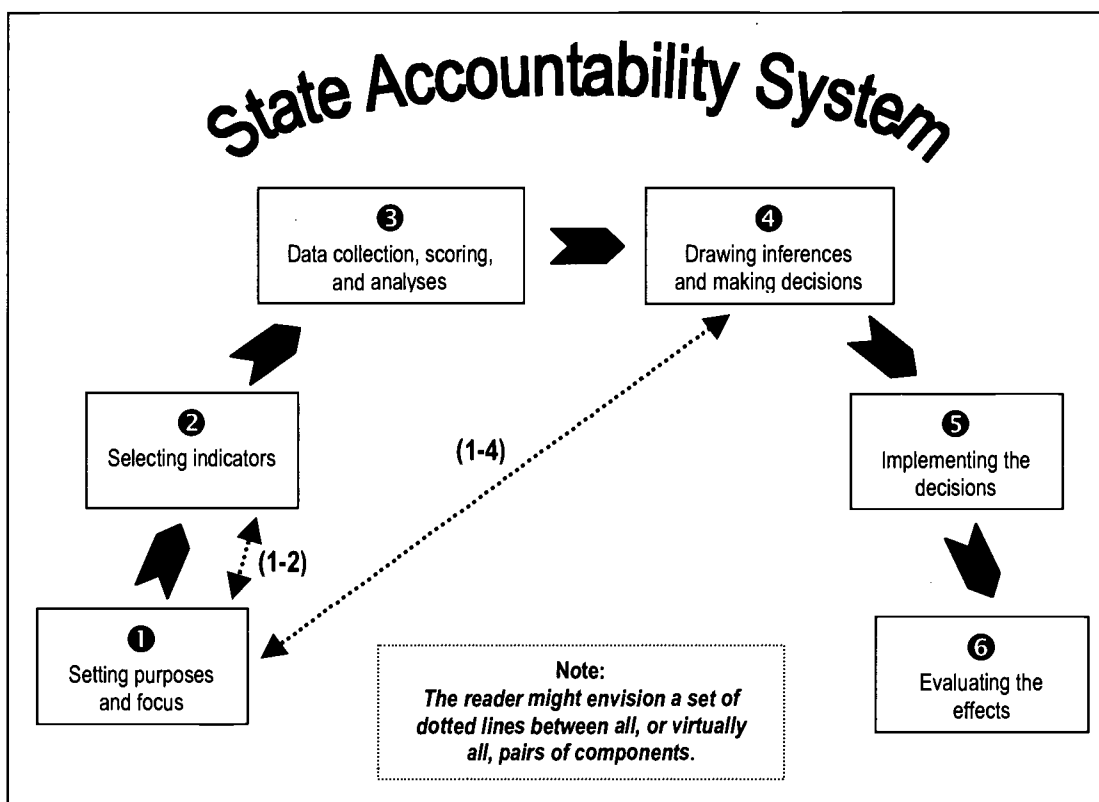 State Accountability System
❸
Data collection, scoring,
and analyses
❹
Drawing inferences
and making decisions
❷
Selecting indicators
(1-4)
❺
Implementing the
decisions
(1-2)
❶
Setting purposes
and focus
Note:
The reader might envision a set of
dotted lines between all, or virtually
all, pairs of components.
❻
Evaluating the
effects